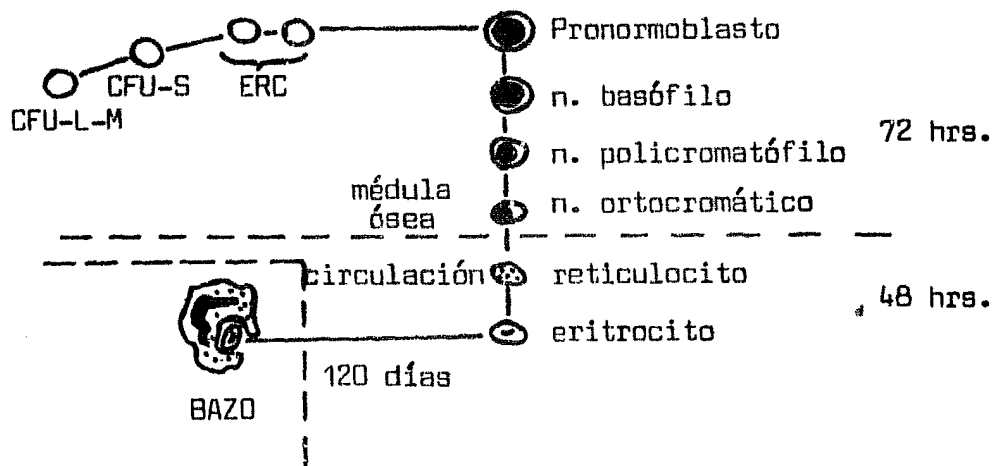 Pronormoblasto
CFU-S
ERC
CFU-L-M
n. basófilo
72 hrs.
n. policromatófilo
médula
ósea
n. ortocromático
circulación
reticulocito
48 hrs.
eritrocito
120 días
BAZO